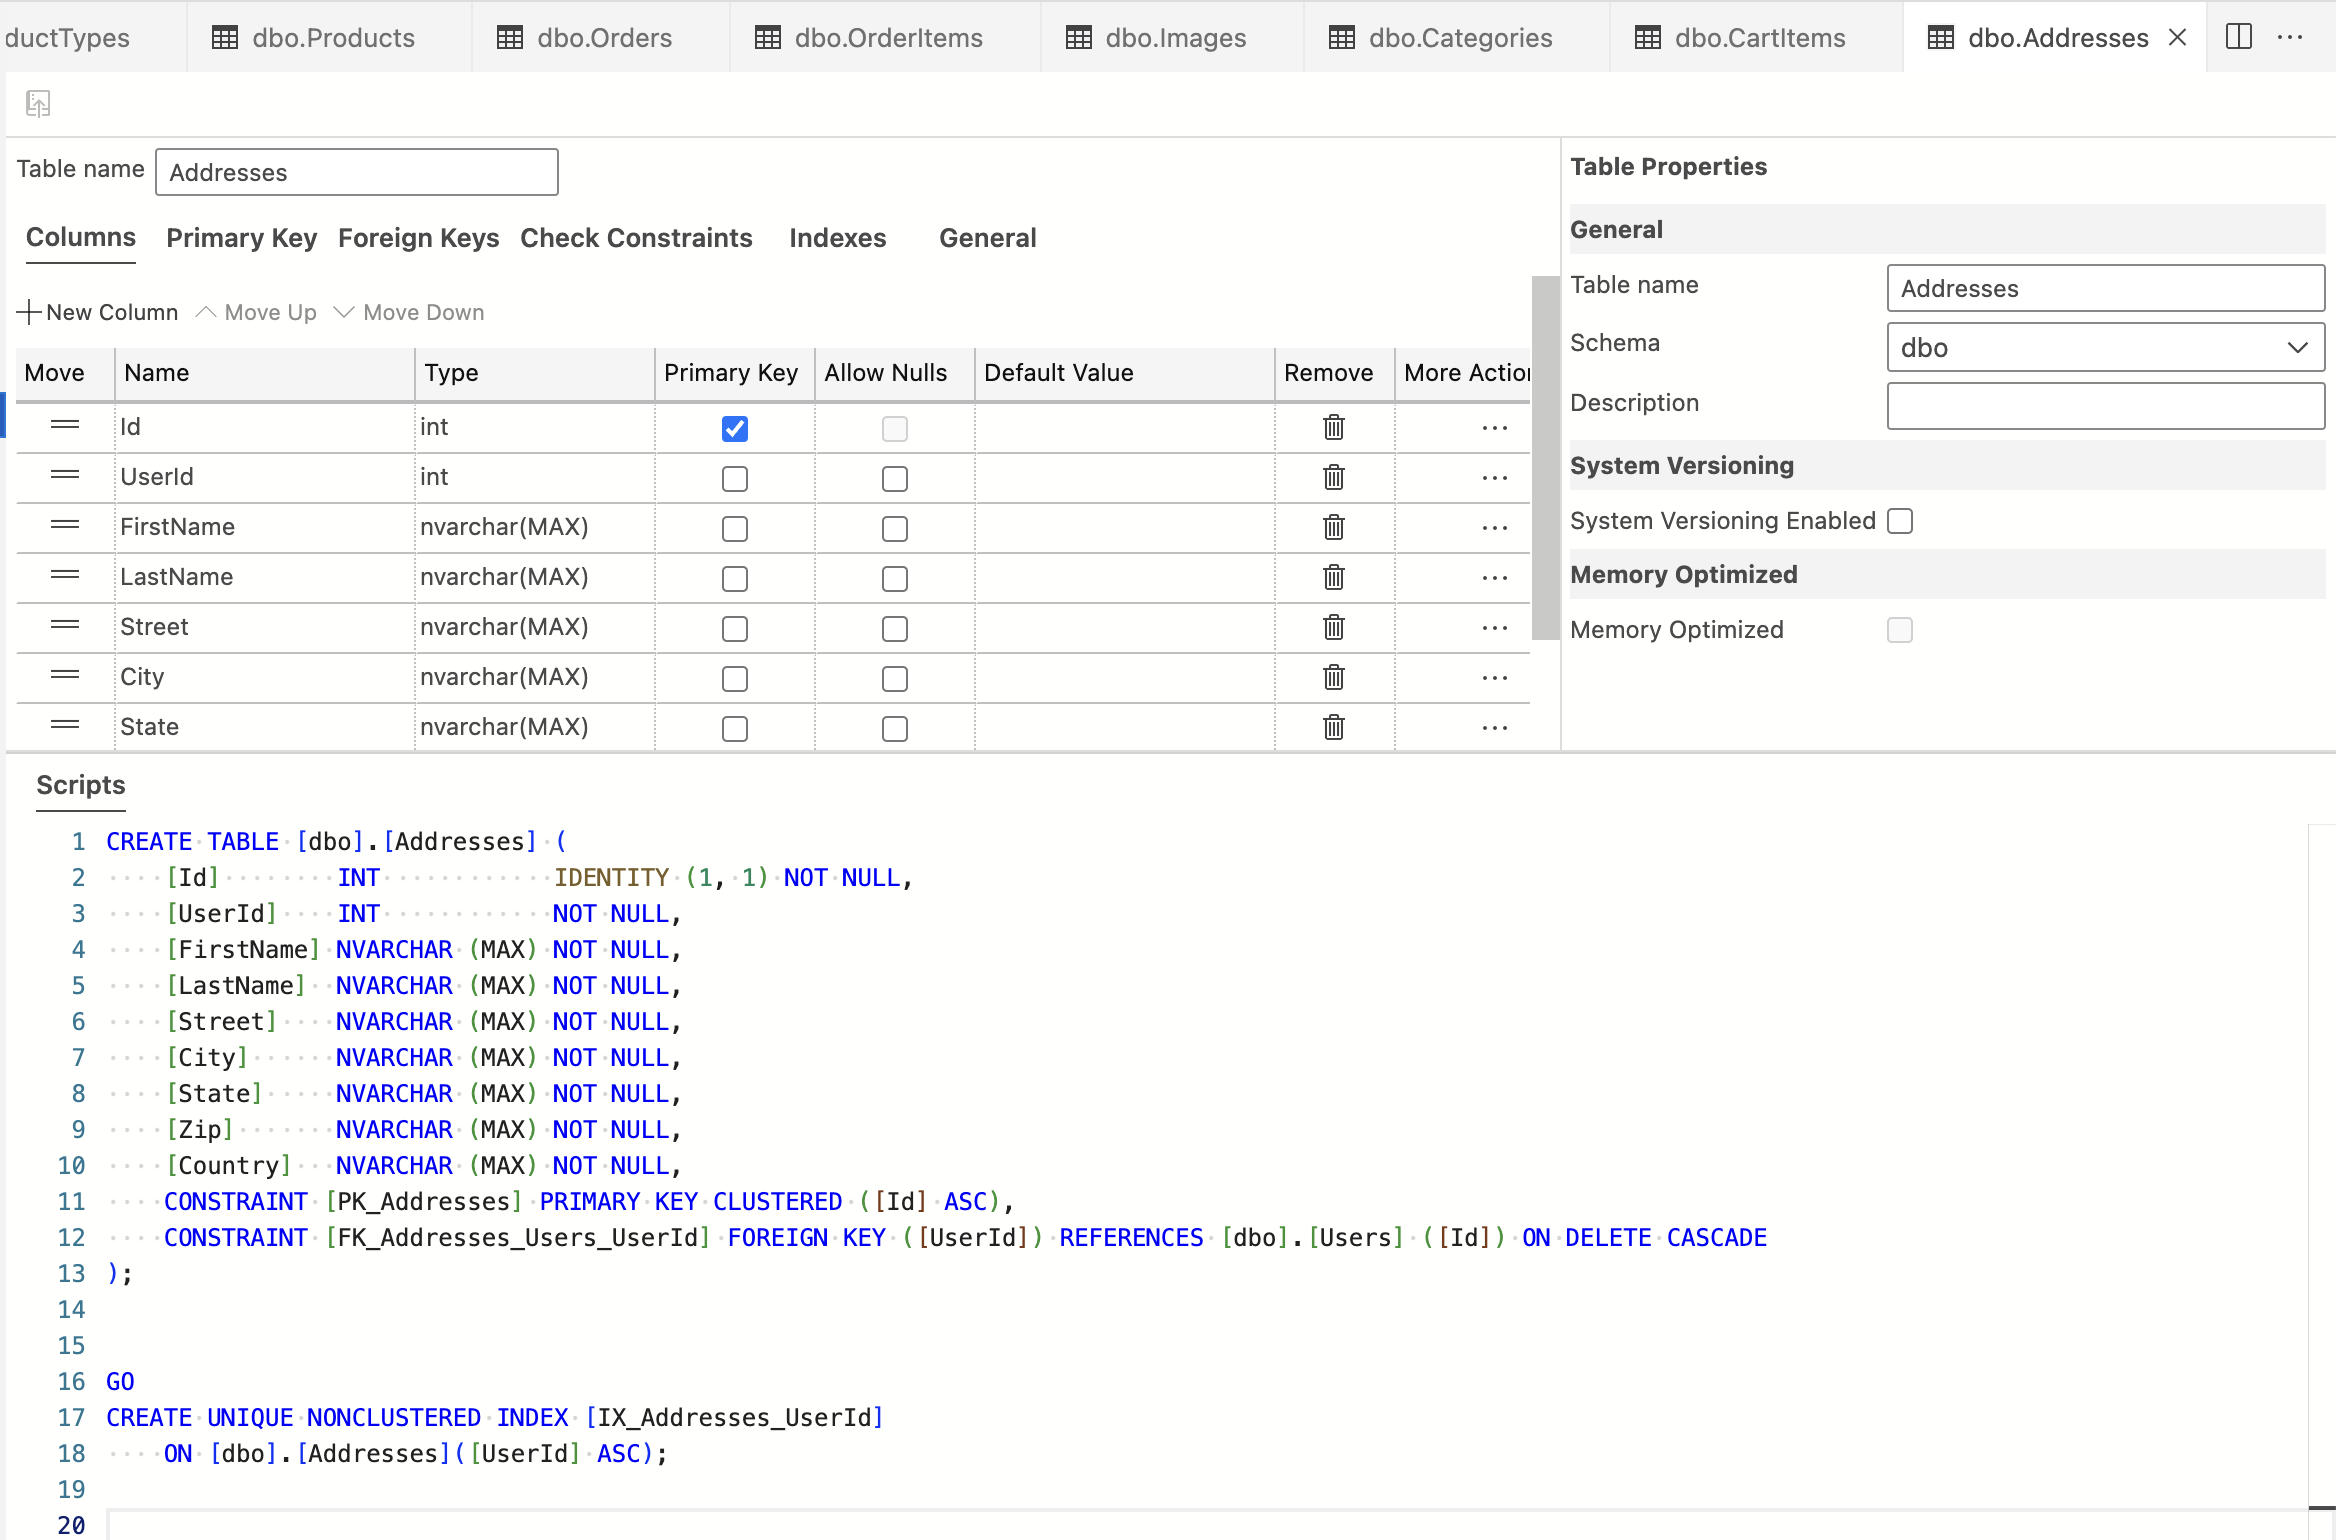 ductTypes dbo.Products dbo.Orders dbo.OrderItems dbo.Images dbo.Categories dbo.CartItems dbo.Addresses
Table name Addresses
Columns Primary Key Foreign Keys Check Constraints Indexes General
New Column Move Up Move Down
Move Name Type Primary Key Allow Nulls Default Value Remove More Actio
Id int
UserId int
FirstName nvarchar(MAX)
LastName nvarchar(MAX)
Street nvarchar(MAX)
City nvarchar(MAX)
State nvarchar(MAX)
Table Properties
General
Table name Addresses
Schema dbo
Description
System Versioning
System Versioning Enabled
Memory Optimized
Memory Optimized
Scripts
1 CREATE TABLE [dbo].[Addresses] (
2     [Id]        INT            IDENTITY (1, 1) NOT NULL,
3     [UserId]    INT            NOT NULL,
4     [FirstName] NVARCHAR (MAX) NOT NULL,
5     [LastName]  NVARCHAR (MAX) NOT NULL,
6     [Street]    NVARCHAR (MAX) NOT NULL,
7     [City]      NVARCHAR (MAX) NOT NULL,
8     [State]     NVARCHAR (MAX) NOT NULL,
9     [Zip]       NVARCHAR (MAX) NOT NULL,
10     [Country]   NVARCHAR (MAX) NOT NULL,
11     CONSTRAINT [PK_Addresses] PRIMARY KEY CLUSTERED ([Id] ASC),
12     CONSTRAINT [FK_Addresses_Users_UserId] FOREIGN KEY ([UserId]) REFERENCES [dbo].[Users] ([Id]) ON DELETE CASCADE
13 );
14
15
16 GO
17 CREATE UNIQUE NONCLUSTERED INDEX [IX_Addresses_UserId]
18     ON [dbo].[Addresses]([UserId] ASC);
19
20